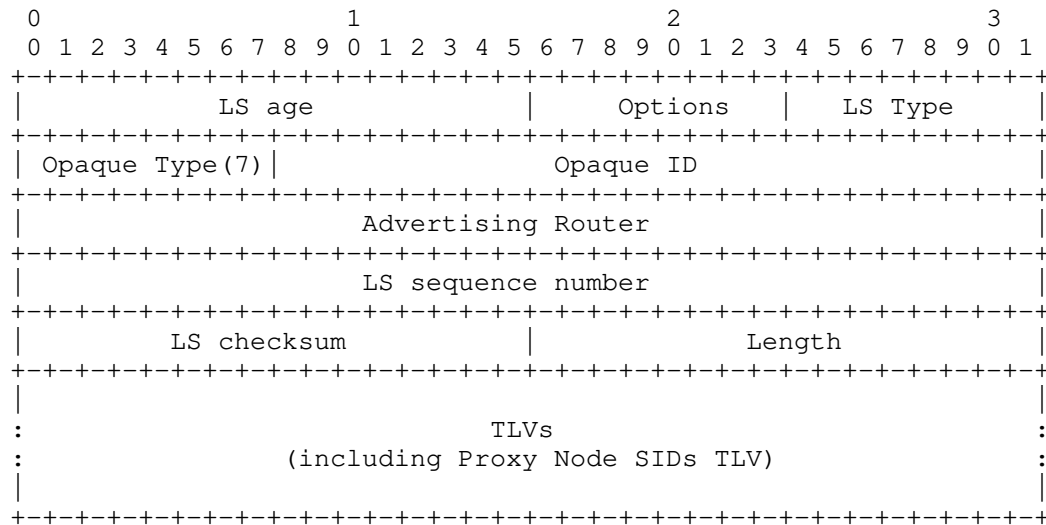 0                   1                   2                   3
 0 1 2 3 4 5 6 7 8 9 0 1 2 3 4 5 6 7 8 9 0 1 2 3 4 5 6 7 8 9 0 1
+-+-+-+-+-+-+-+-+-+-+-+-+-+-+-+-+-+-+-+-+-+-+-+-+-+-+-+-+-+-+-+-+
|            LS age             |     Options   |   LS Type     |
+-+-+-+-+-+-+-+-+-+-+-+-+-+-+-+-+-+-+-+-+-+-+-+-+-+-+-+-+-+-+-+-+
| Opaque Type(7)|                 Opaque ID                     |
+-+-+-+-+-+-+-+-+-+-+-+-+-+-+-+-+-+-+-+-+-+-+-+-+-+-+-+-+-+-+-+-+
|                     Advertising Router                        |
+-+-+-+-+-+-+-+-+-+-+-+-+-+-+-+-+-+-+-+-+-+-+-+-+-+-+-+-+-+-+-+-+
|                     LS sequence number                        |
+-+-+-+-+-+-+-+-+-+-+-+-+-+-+-+-+-+-+-+-+-+-+-+-+-+-+-+-+-+-+-+-+
|         LS checksum           |             Length            |
+-+-+-+-+-+-+-+-+-+-+-+-+-+-+-+-+-+-+-+-+-+-+-+-+-+-+-+-+-+-+-+-+
|                                                               |
:                             TLVs                              :
:                (including Proxy Node SIDs TLV)                :
|                                                               |
+-+-+-+-+-+-+-+-+-+-+-+-+-+-+-+-+-+-+-+-+-+-+-+-+-+-+-+-+-+-+-+-+